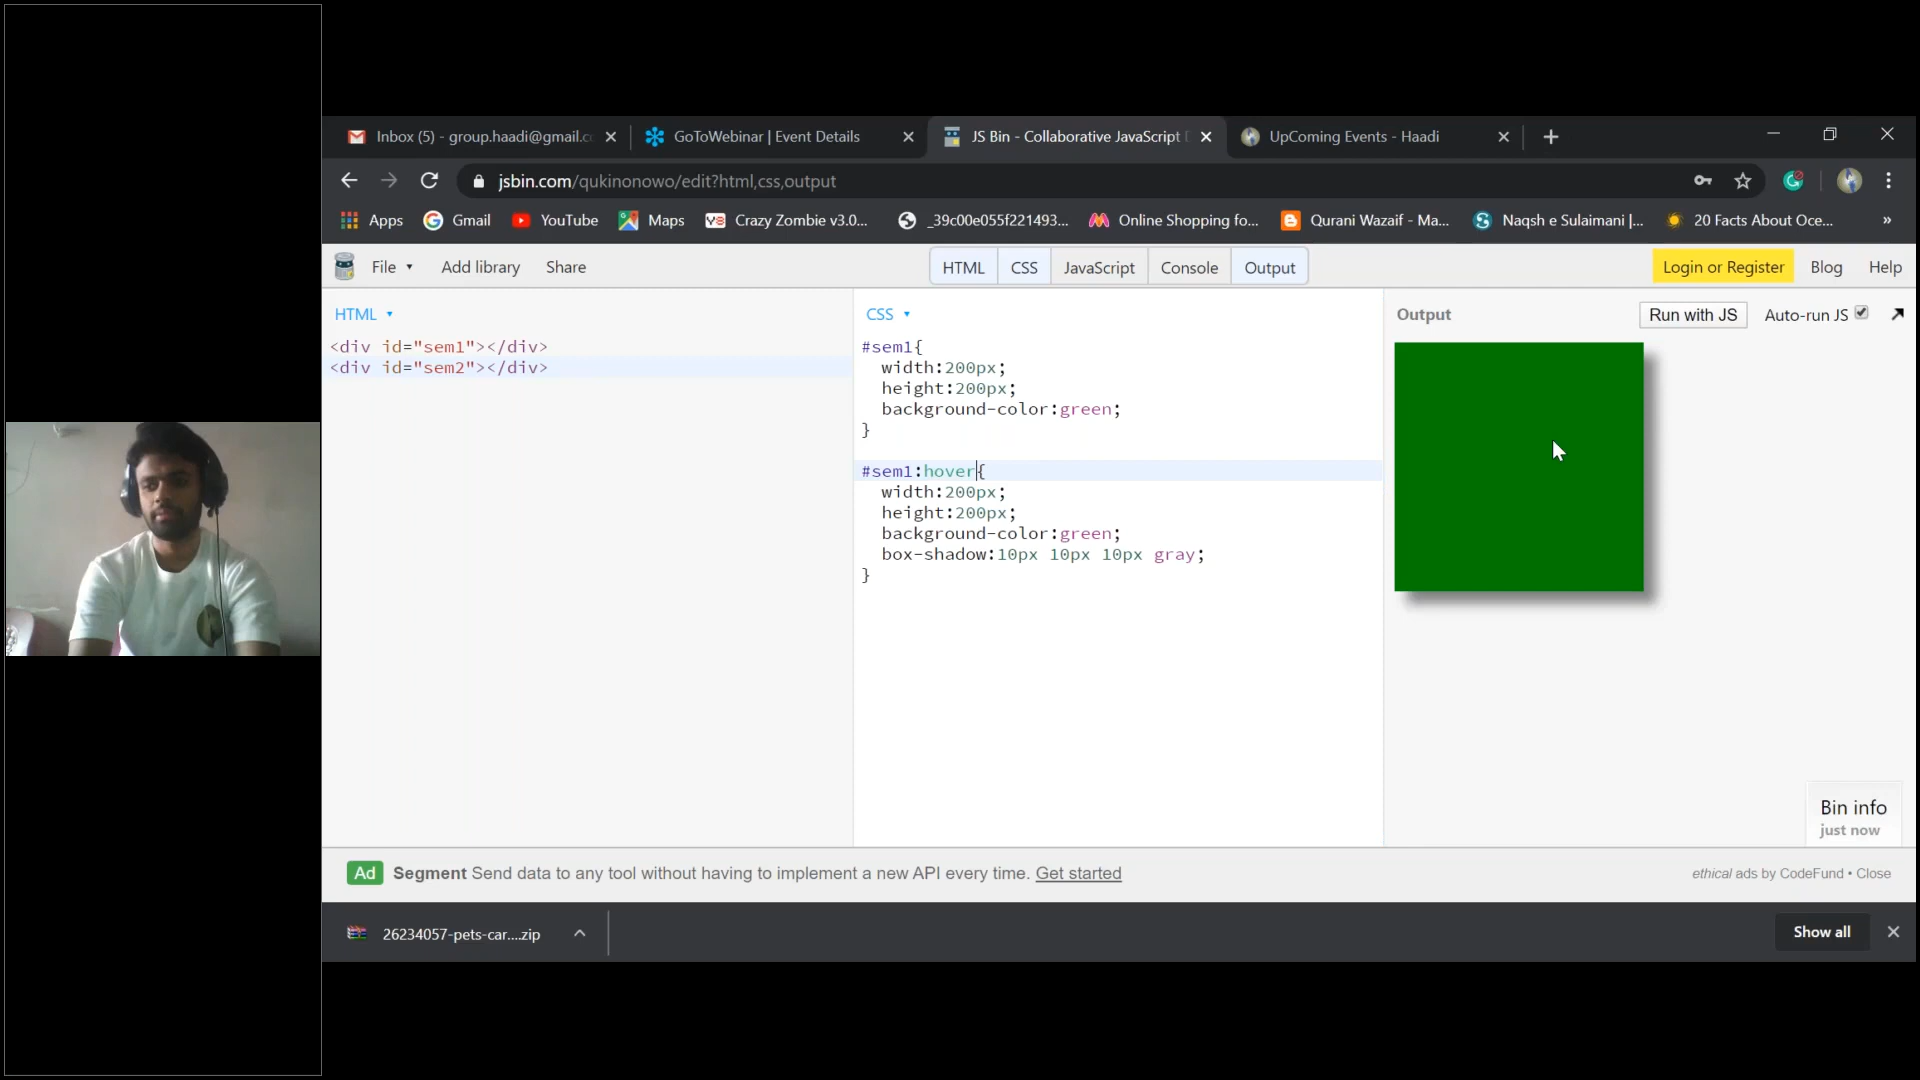 Inbox (5) - group.haadi@gmail.c
GoToWebinar | Event Details
JS Bin - Collaborative JavaScript
UpComing Events - Haadi
jsbin.com/qukinonowo/edit?html,css,output
Apps
Gmail
YouTube
Maps
Crazy Zombie v3.0...
_39c00e055f221493...
Online Shopping fo...
Qurani Wazaif - Ma...
Naqsh e Sulaimani |...
20 Facts About Oce...
»
File
Add library
Share
HTML
CSS
JavaScript
Console
Output
Login or Register
Blog
Help
HTML
<div id="sem1"></div>
<div id="sem2"></div>
CSS
#sem1{
width:200px;
height:200px;
background-color:green;
}
#sem1:hover{
width:200px;
height:200px;
background-color:green;
box-shadow:10px 10px 10px gray;
}
Output
Run with JS
Auto-run JS
Bin info
just now
Ad
Segment Send data to any tool without having to implement a new API every time. Get started
ethical ads by CodeFund • Close
26234057-pets-car....zip
Show all